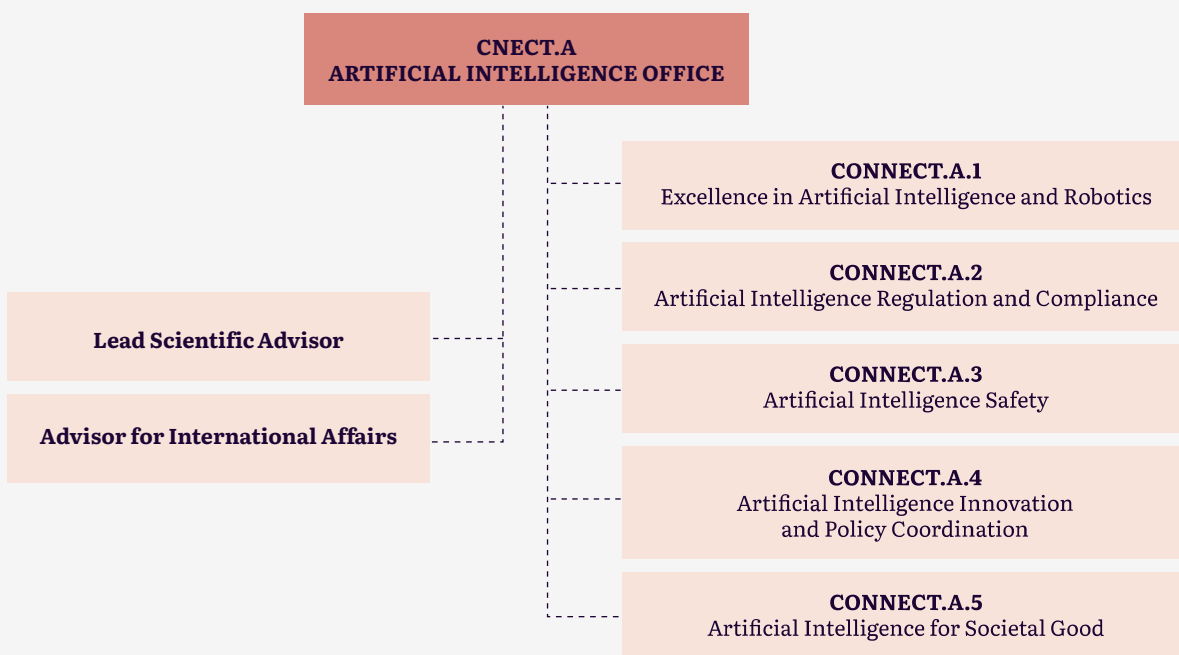 CNECT.A
ARTIFICIAL INTELLIGENCE OFFICE
Lead Scientific Advisor
Advisor for International Affairs
CONNECT.A.1
Excellence in Artificial Intelligence and Robotics
CONNECT.A.2
Artificial Intelligence Regulation and Compliance
CONNECT.A.3
Artificial Intelligence Safety
CONNECT.A.4
Artificial Intelligence Innovation
and Policy Coordination
CONNECT.A.5
Artificial Intelligence for Societal Good